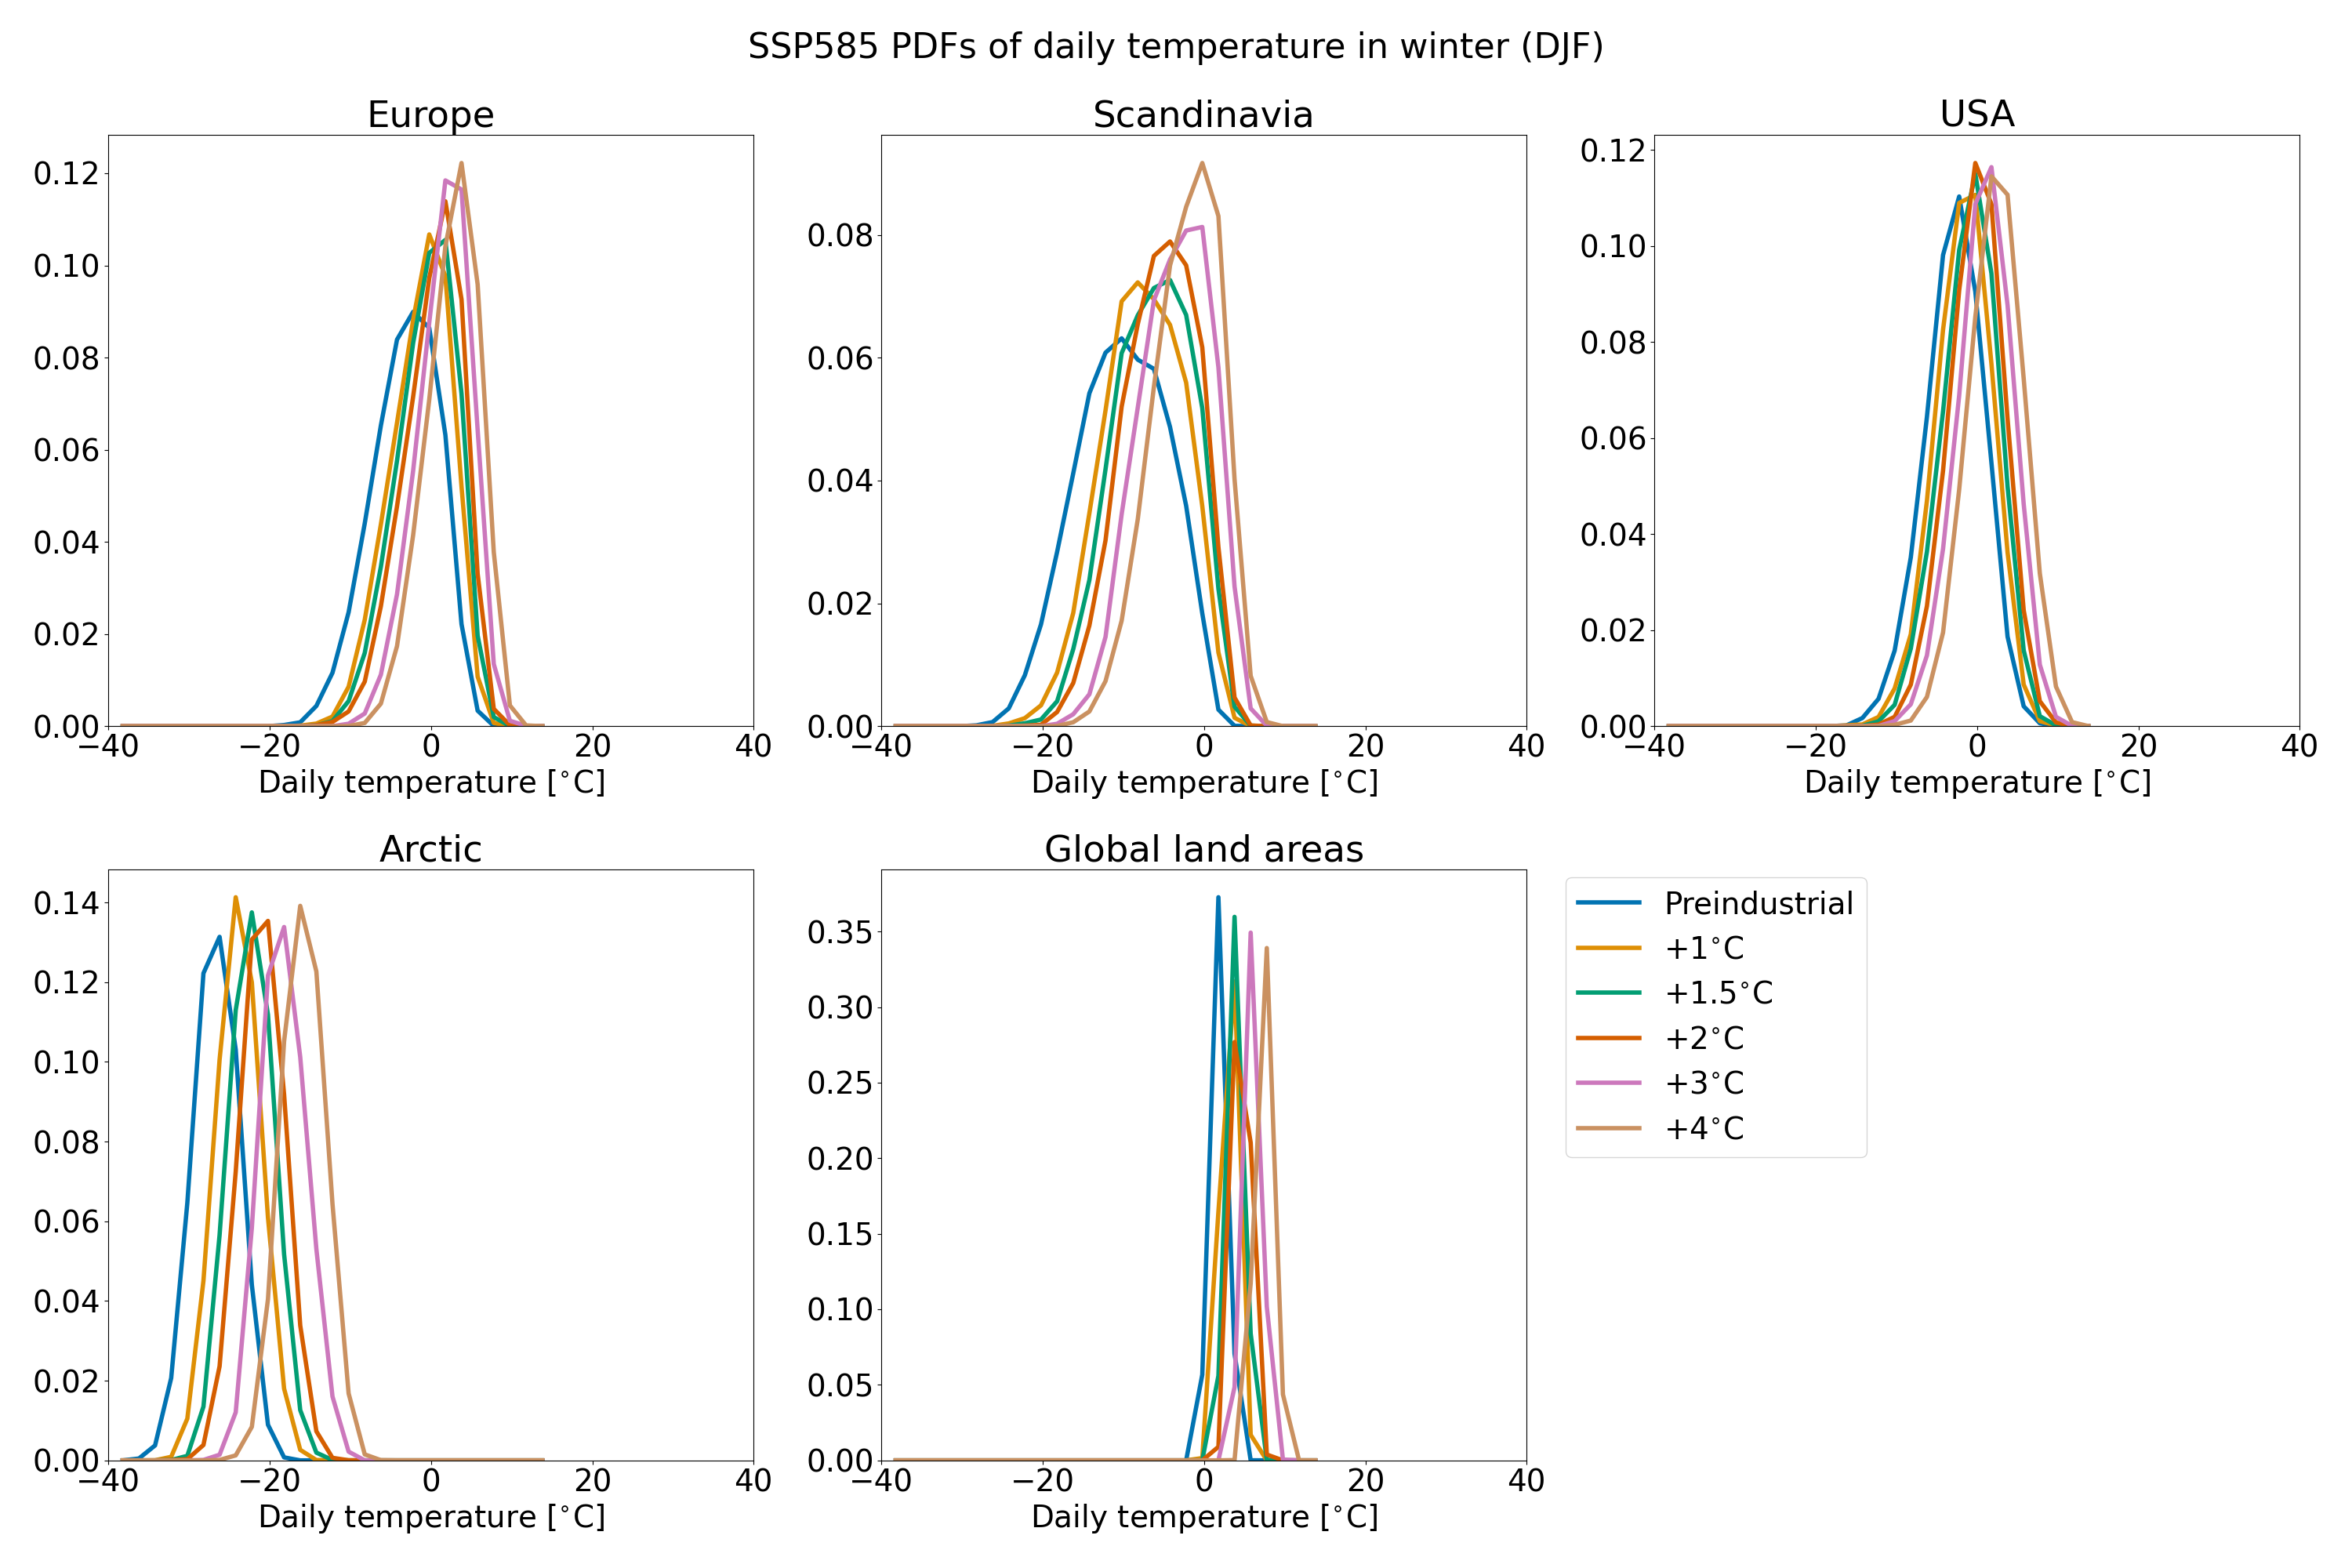 SSP585 PDFs of daily temperature in winter (DJF)
Europe
0.12
0.10
0.08
0.06
0.04
0.02
0.00
−40 −20 0 20 40
Daily temperature [°C]
Scandinavia
0.08
0.06
0.04
0.02
0.00
−40 −20 0 20 40
Daily temperature [°C]
USA
0.12
0.10
0.08
0.06
0.04
0.02
0.00
−40 −20 0 20 40
Daily temperature [°C]
Arctic
0.14
0.12
0.10
0.08
0.06
0.04
0.02
0.00
−40 −20 0 20 40
Daily temperature [°C]
Global land areas
0.35
0.30
0.25
0.20
0.15
0.10
0.05
0.00
−40 −20 0 20 40
Daily temperature [°C]
Preindustrial
+1°C
+1.5°C
+2°C
+3°C
+4°C